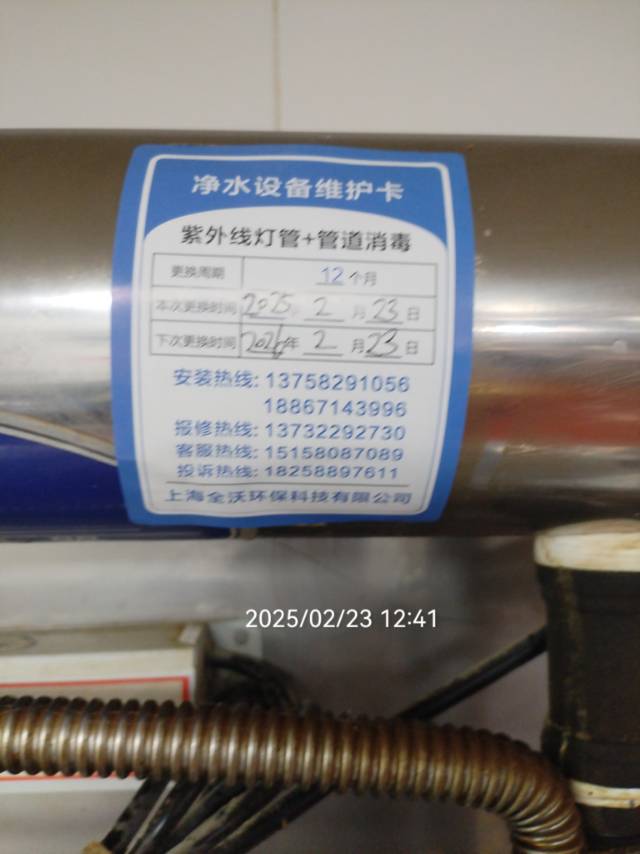 净水设备维护卡
紫外线灯管+管道消毒
更换周期 12个月
本次更换时间 2025年 2 月 23 日
下次更换时间 2026年 2 月 23 日
安装热线: 13758291056
18867143996
报修热线: 13732292730
客服热线: 15158087089
投诉热线: 18258897611
上海全沃环保科技有限公司
2025/02/23 12:41